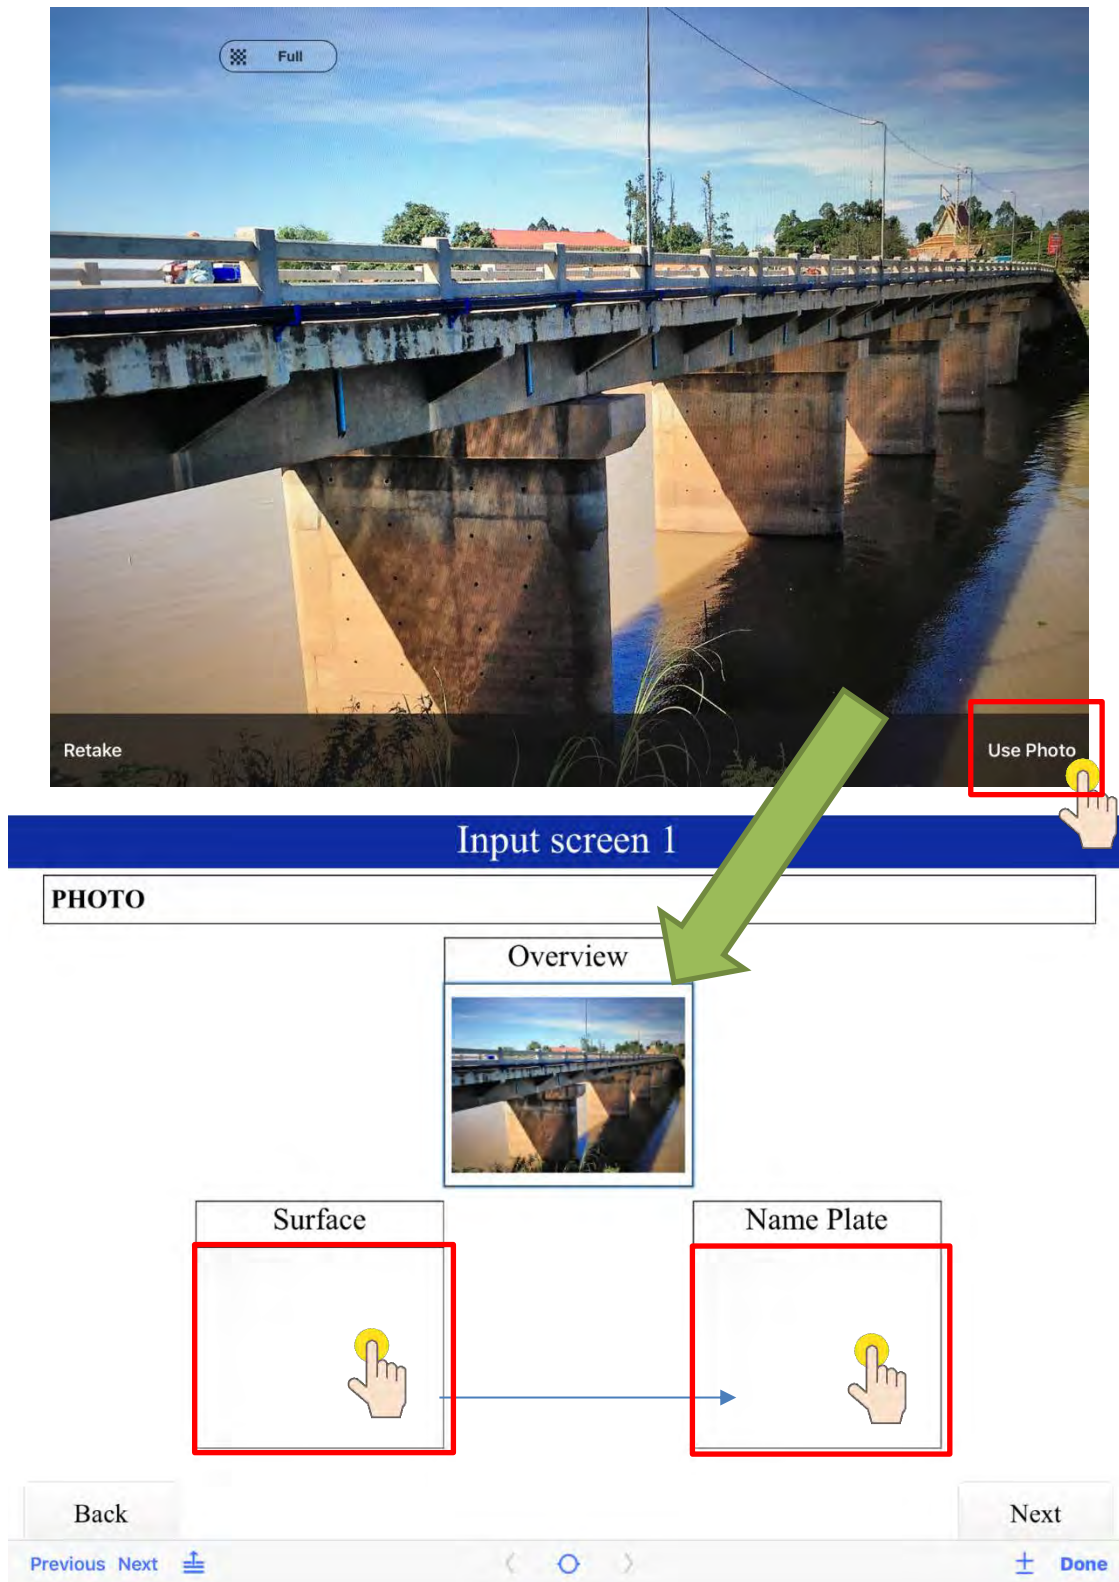 Full
Retake
Use Photo
Input screen 1
PHOTO
Overview
Surface
Name Plate
Back
Next
Previous Next
Done